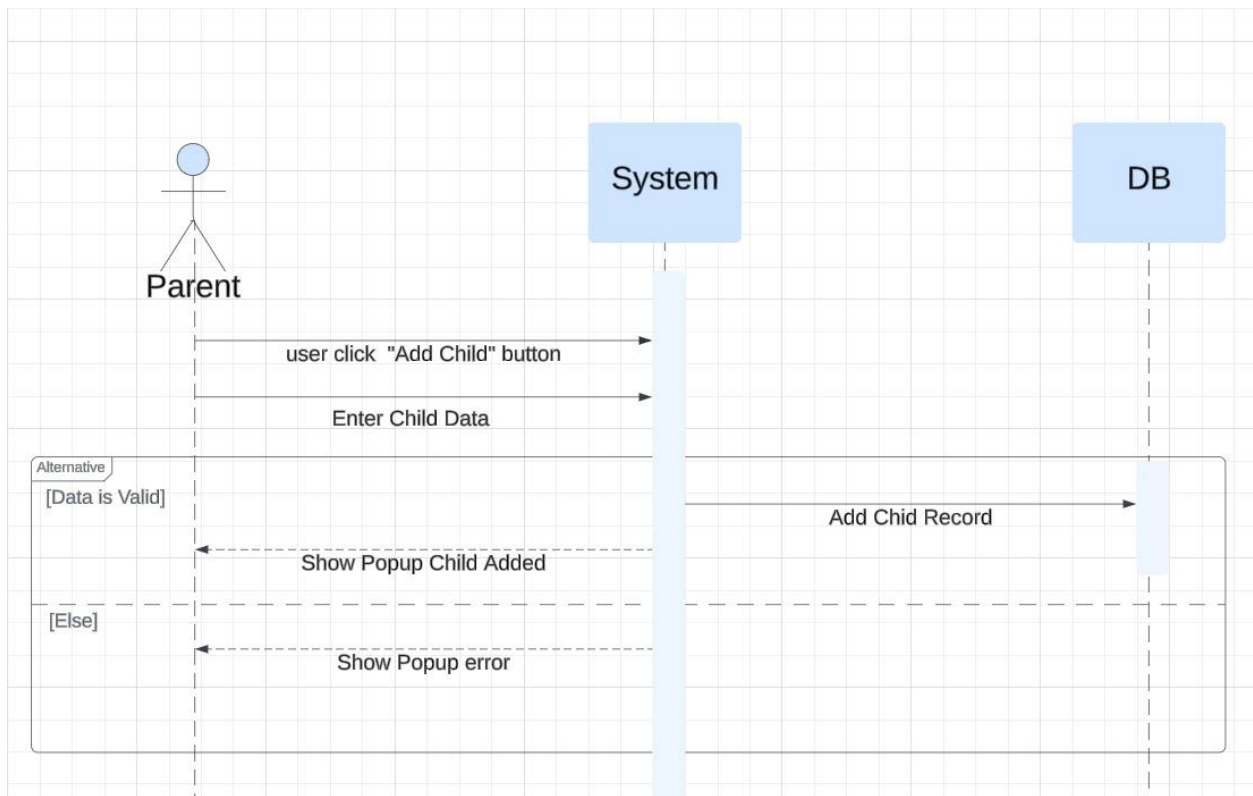 System
DB
Parent
user click "Add Child" button
Enter Child Data
Alternative
[Data is Valid]
Add Chid Record
Show Popup Child Added
[Else]
Show Popup error